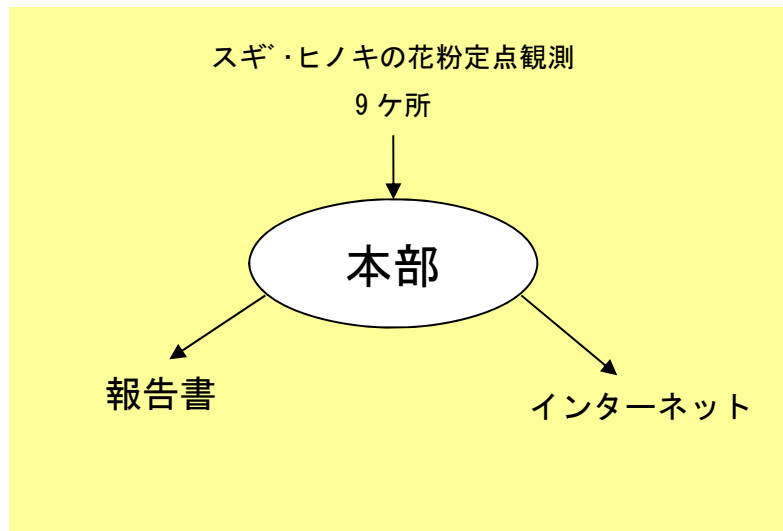 スギ・ヒノキの花粉定点観測
9ケ所
本部
報告書
インターネット